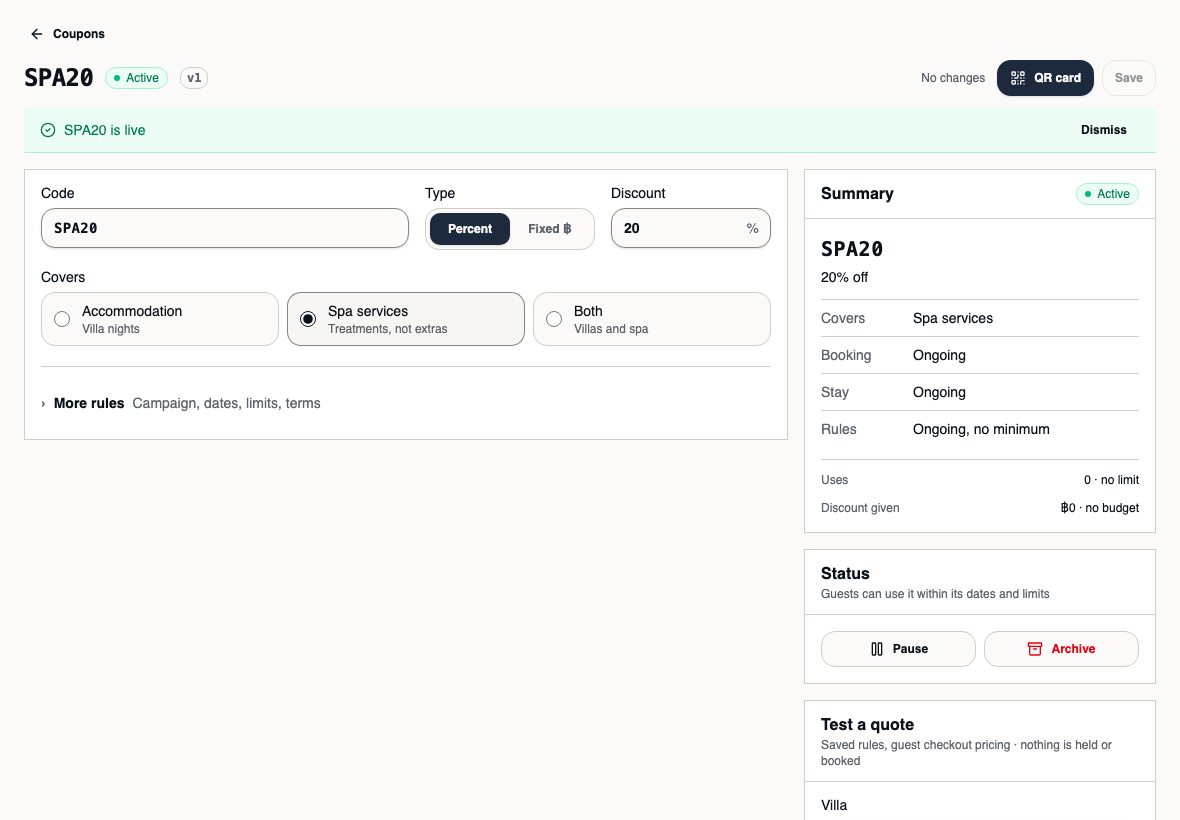 Coupons
SPA20 Active v1
No changes QR card Save
SPA20 is live Dismiss
Code
SPA20
Type
Percent Fixed ฿
Discount
20 %
Covers
Accommodation
Villa nights
Spa services
Treatments, not extras
Both
Villas and spa
› More rules Campaign, dates, limits, terms
Summary Active
SPA20
20% off
Covers Spa services
Booking Ongoing
Stay Ongoing
Rules Ongoing, no minimum
Uses 0 · no limit
Discount given ฿0 · no budget
Status
Guests can use it within its dates and limits
Pause Archive
Test a quote
Saved rules, guest checkout pricing · nothing is held or
booked
Villa